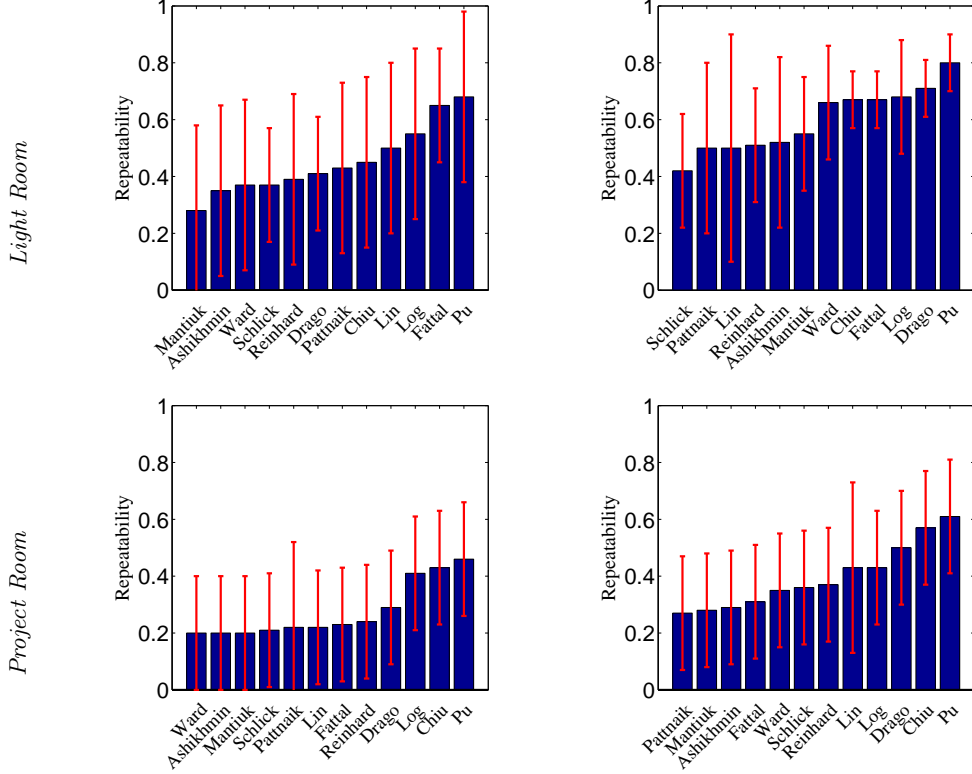 Light Room
Repeatability
1
0.8
0.6
0.4
0.2
0
Mantiuk
Ashikhmin
Ward
Schlick
Reinhard
Drago
Pattnaik
Chiu
Lin
Log
Fattal
Pu
Repeatability
1
0.8
0.6
0.4
0.2
0
Schlick
Pattnaik
Lin
Reinhard
Ashikhmin
Mantiuk
Ward
Chiu
Fattal
Log
Drago
Pu
Project Room
Repeatability
1
0.8
0.6
0.4
0.2
0
Ward
Ashikhmin
Mantiuk
Schlick
Pattnaik
Lin
Fattal
Reinhard
Drago
Log
Chiu
Pu
Repeatability
1
0.8
0.6
0.4
0.2
0
Pattnaik
Mantiuk
Ashikhmin
Fattal
Ward
Schlick
Reinhard
Lin
Log
Drago
Chiu
Pu